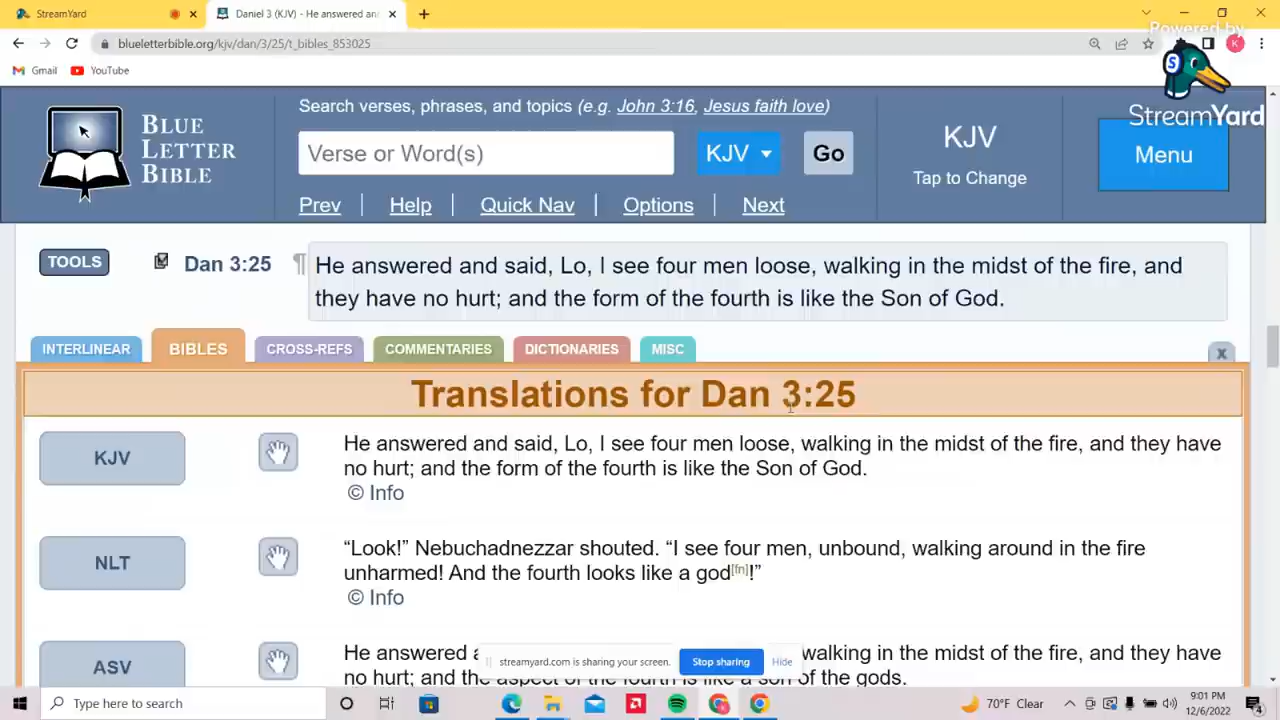 StreamYard
Daniel 3 (KJV) - He answered an
blueletterbible.org/kjv/dan/3/25/t_bibles_853025
Gmail
YouTube
Powered by
StreamYard
BLUE
LETTER
BIBLE
Search verses, phrases, and topics (e.g. John 3:16, Jesus faith love)
Verse or Word(s)
KJV
Go
KJV
Tap to Change
Menu
Prev
Help
Quick Nav
Options
Next
TOOLS
Dan 3:25
¶
He answered and said, Lo, I see four men loose, walking in the midst of the fire, and
they have no hurt; and the form of the fourth is like the Son of God.
INTERLINEAR
BIBLES
CROSS-REFS
COMMENTARIES
DICTIONARIES
MISC
X
Translations for Dan 3:25
KJV
He answered and said, Lo, I see four men loose, walking in the midst of the fire, and they have
no hurt; and the form of the fourth is like the Son of God.
© Info
NLT
“Look!” Nebuchadnezzar shouted. “I see four men, unbound, walking around in the fire
unharmed! And the fourth looks like a god[fn]!”
© Info
ASV
He answered walking in the midst of the fire, and they have
no hurt; and the aspect of the fourth is like a son of the gods.
streamyard.com is sharing your screen.
Stop sharing
Hide
Type here to search
70°F Clear
9:01 PM
12/6/2022